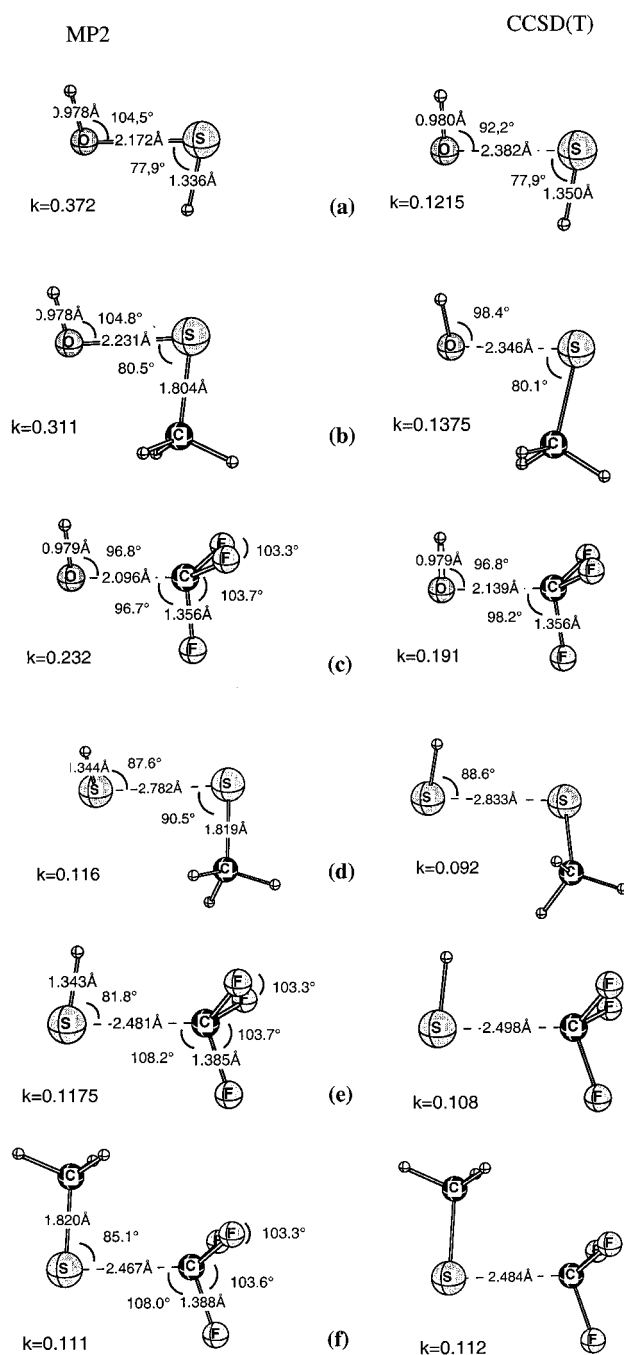 MP2 CCSD(T)
0.978Å 104,5° O 2.172Å S 77,9° 1.336Å
k=0.372
(a)
0.980Å 92,2° O 2.382Å S 77,9° 1.350Å
k=0.1215
0.978Å 104.8° O 2.231Å S 80.5° 1.804Å C
k=0.311
(b)
98.4° O 2.346Å S 80.1° C
k=0.1375
0.979Å 96.8° O 2.096Å C F F 103.3° 96.7° 1.356Å 103.7° F
k=0.232
(c)
0.979Å 96.8° O 2.139Å C F F 98.2° 1.356Å F
k=0.191
1.344Å 87.6° S 2.782Å S 90.5° 1.819Å C
k=0.116
(d)
S 88.6° 2.833Å S C
k=0.092
1.343Å 81.8° S 2.481Å C F F 103.3° 108.2° 1.385Å 103.7° F
k=0.1175
(e)
S 2.498Å C F F F
k=0.108
C 1.820Å 85.1° S 2.467Å C F F 103.3° 108.0° 1.388Å 103.6° F
k=0.111
(f)
C S 2.484Å C F F F
k=0.112